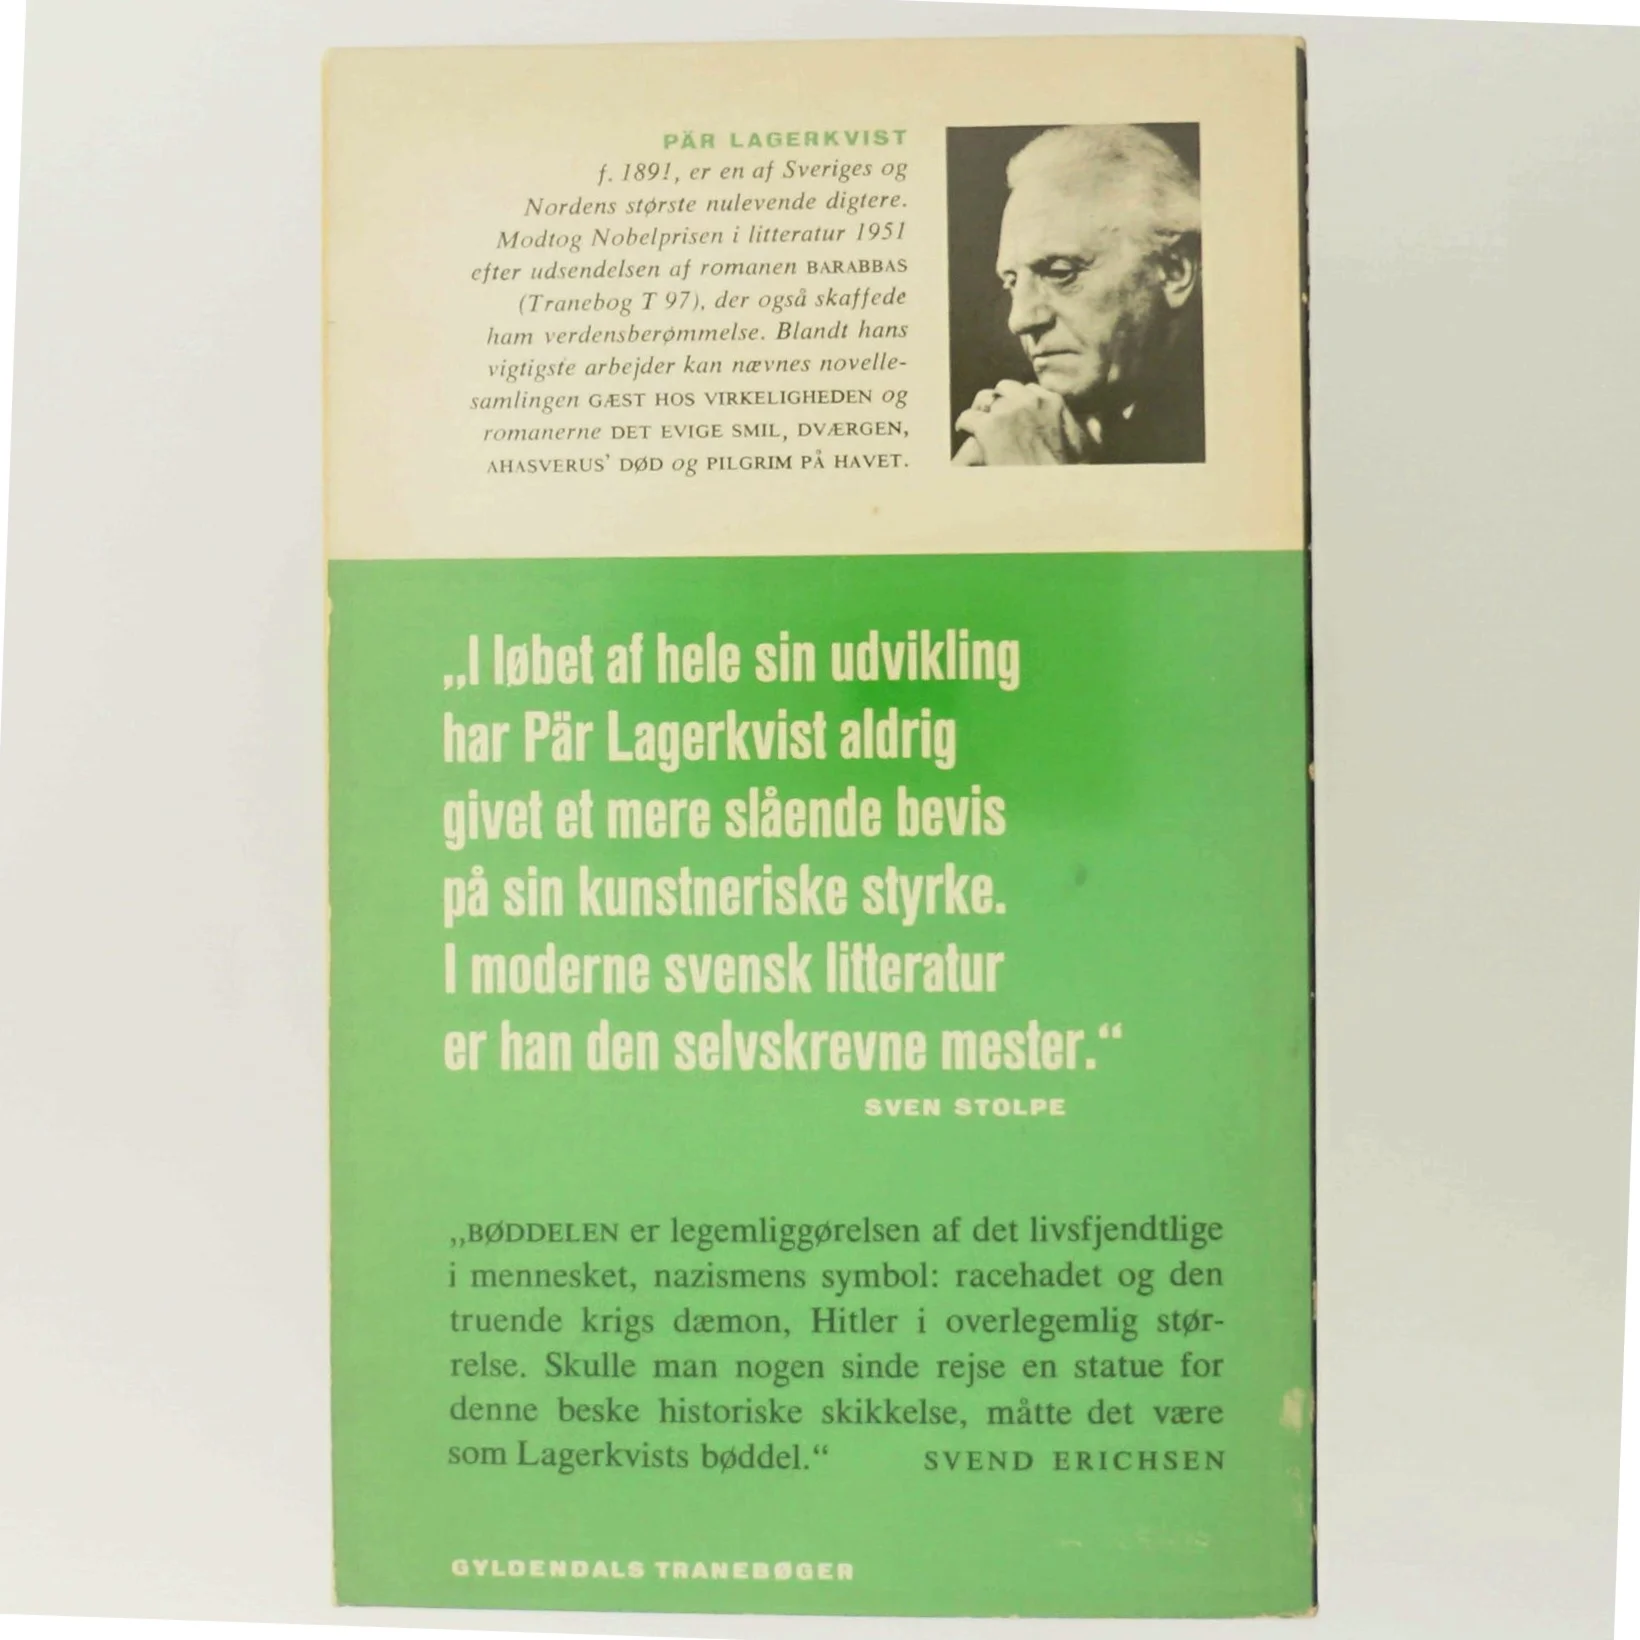 PÄR LAGERKVIST
f. 1891, er en af Sveriges og
Nordens største nulevende digtere.
Modtog Nobelprisen i litteratur 1951
efter udsendelsen af romanen BARABBAS
(Tranebog T 97), der også skaffede
ham verdensberømmelse. Blandt hans
vigtigste arbejder kan nævnes novelle-
samlingen GÆST HOS VIRKELIGHEDEN og
romanerne DET EVIGE SMIL, DVÆRGEN,
AHASVERUS' DØD og PILGRIM PÅ HAVET.
„I løbet af hele sin udvikling
har Pär Lagerkvist aldrig
givet et mere slående bevis
på sin kunstneriske styrke.
I moderne svensk litteratur
er han den selvskrevne mester.“
SVEN STOLPE
„BØDDELEN er legemliggørelsen af det livsfjendtlige
i mennesket, nazismens symbol: racehadet og den
truende krigs dæmon, Hitler i overlegemlig stør-
relse. Skulle man nogen sinde rejse en statue for
denne beske historiske skikkelse, måtte det være
som Lagerkvists bøddel.“ SVEND ERICHSEN
GYLDENDALS TRANEBØGER